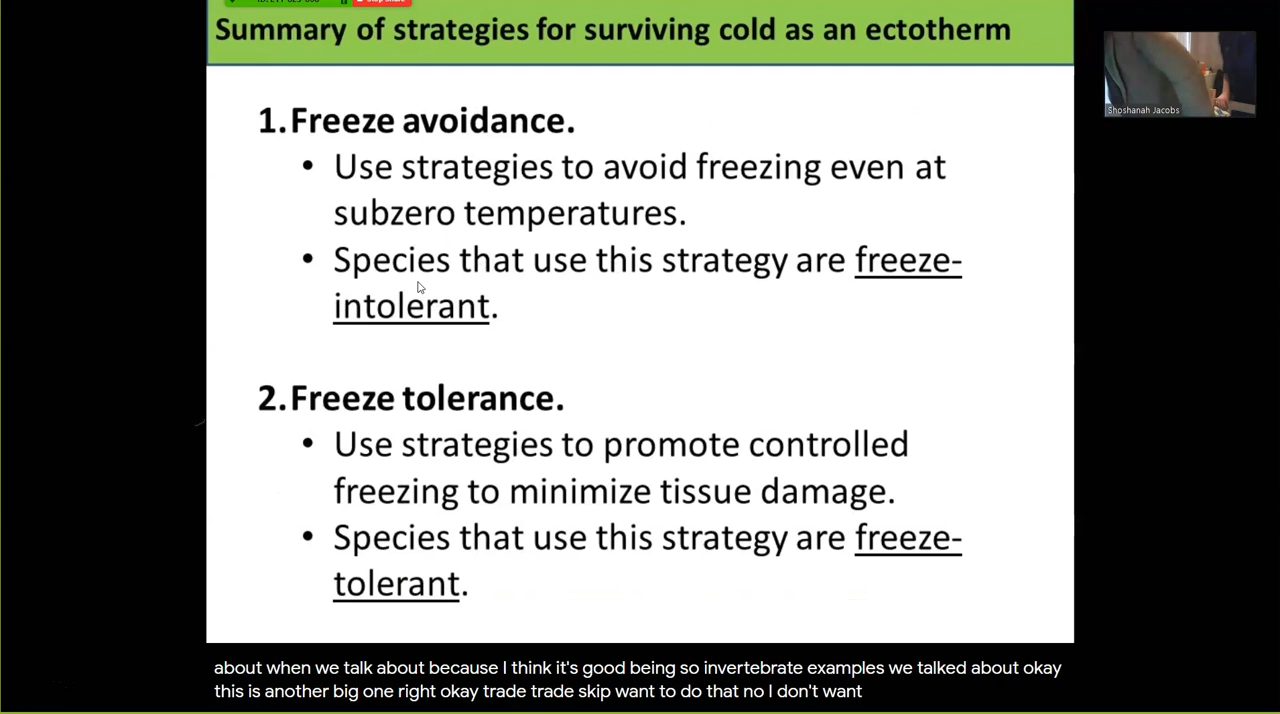 Summary of strategies for surviving cold as an ectotherm
Shoshanah Jacobs
1. Freeze avoidance.
• Use strategies to avoid freezing even at
subzero temperatures.
• Species that use this strategy are freeze-
intolerant.
2. Freeze tolerance.
• Use strategies to promote controlled
freezing to minimize tissue damage.
• Species that use this strategy are freeze-
tolerant.
about when we talk about because I think it's good being so invertebrate examples we talked about okay
this is another big one right okay trade trade skip want to do that no I don't want